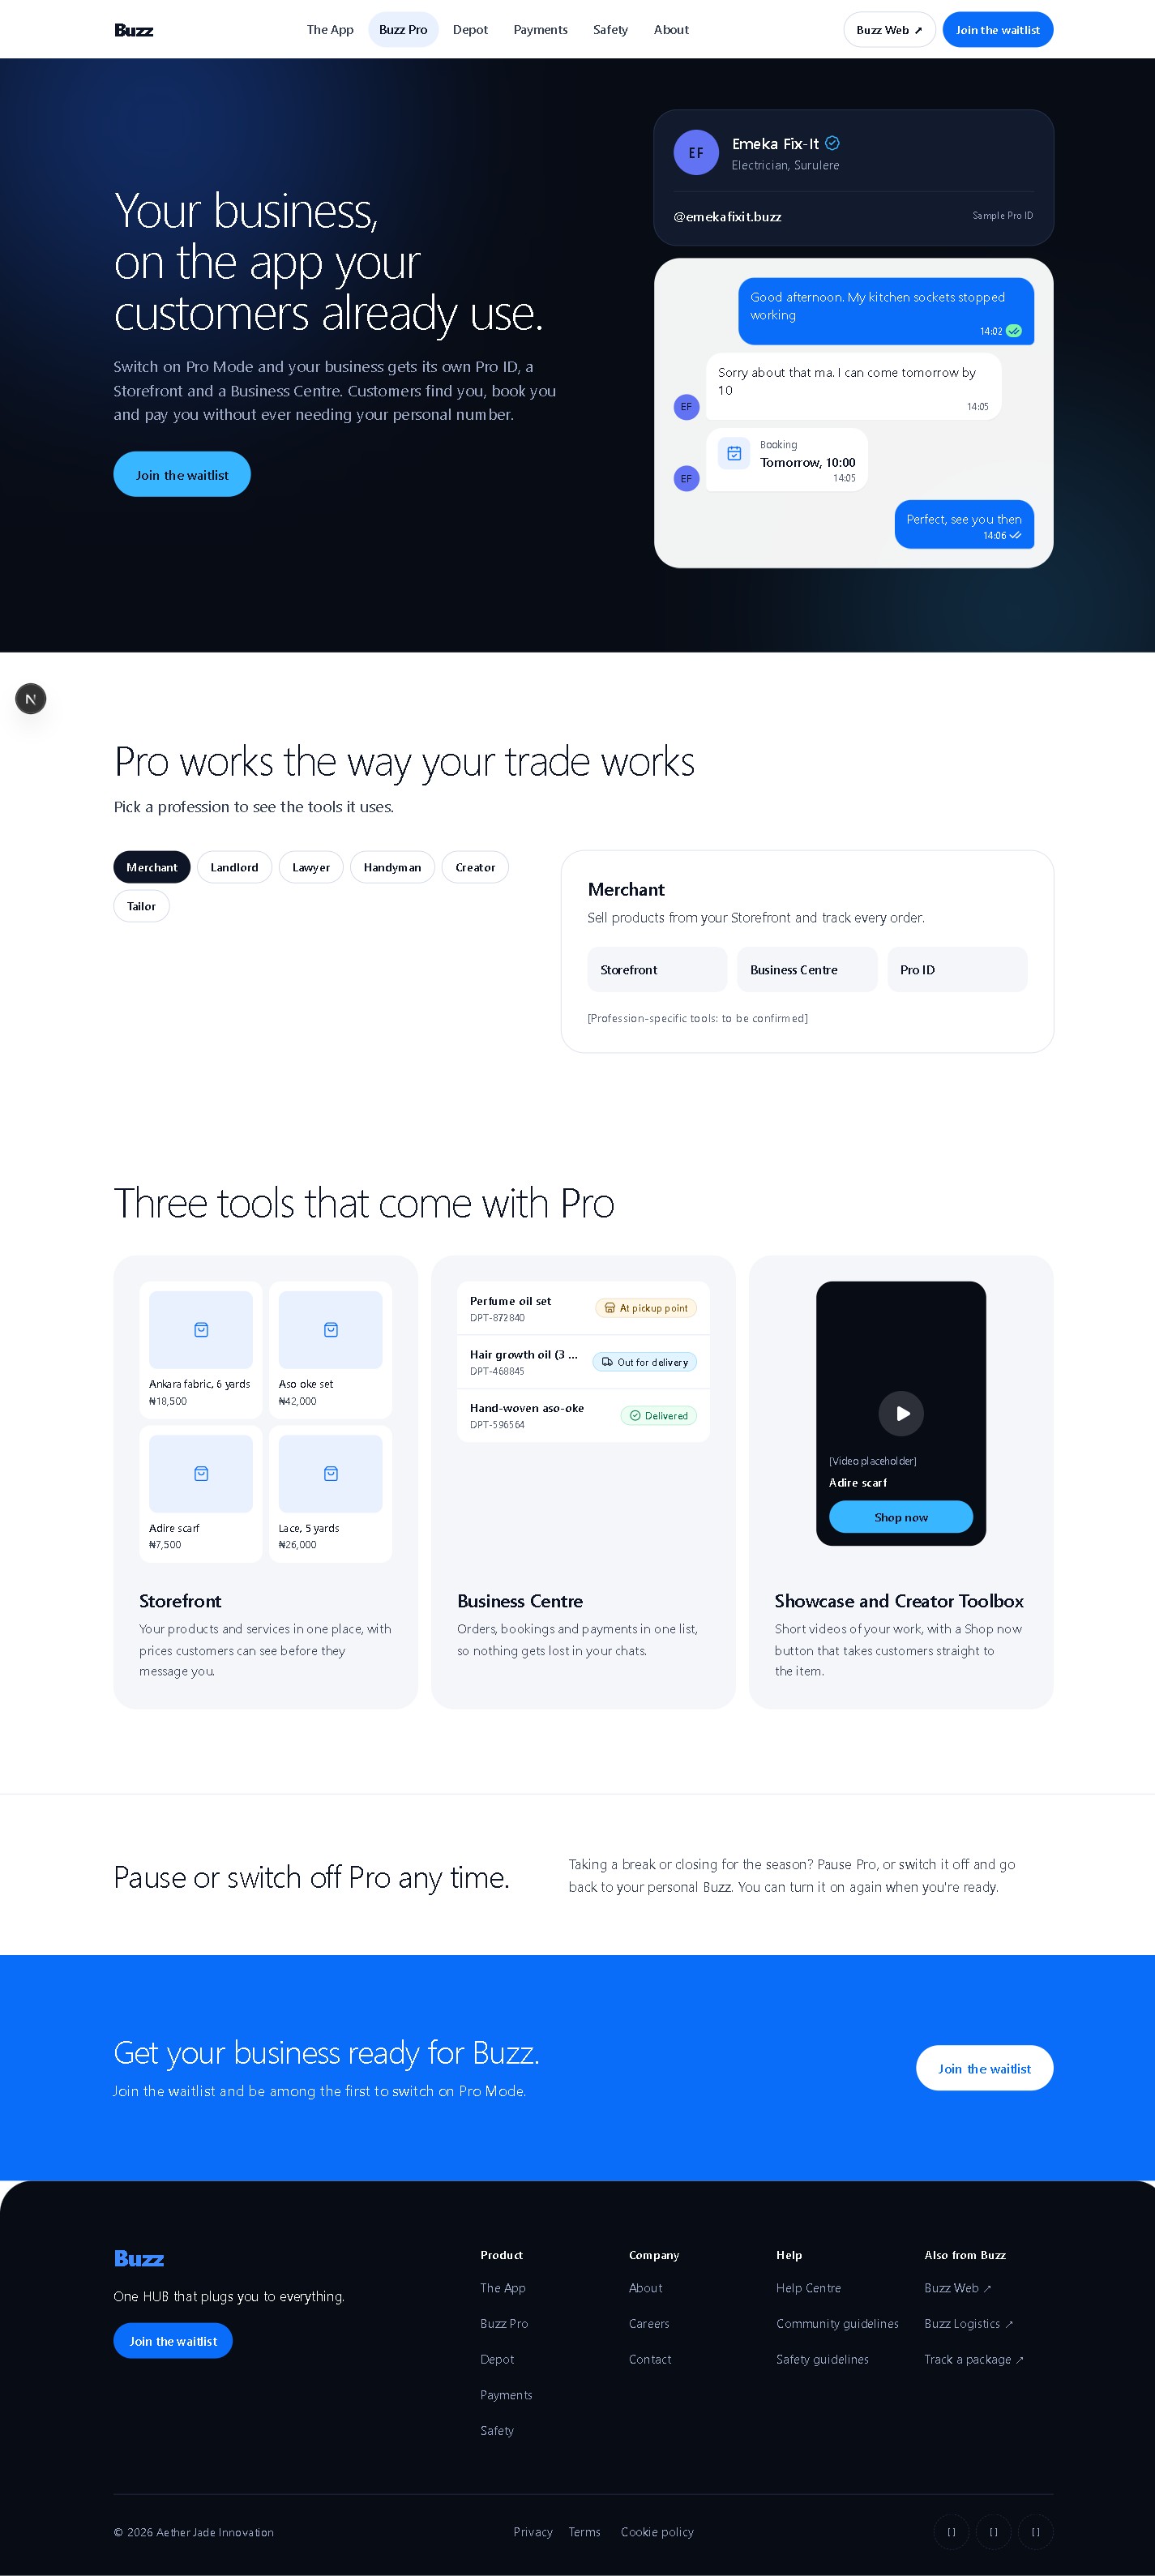 Buzz
The App
Buzz Pro
Depot
Payments
Safety
About
Buzz Web ↗
Join the waitlist
Your business,
on the app your
customers already use.
Switch on Pro Mode and your business gets its own Pro ID, a
Storefront and a Business Centre. Customers find you, book you
and pay you without ever needing your personal number.
Join the waitlist
EF
Emeka Fix-It
Electrician, Surulere
@emekafixit.buzz
Sample Pro ID
Good afternoon. My kitchen sockets stopped
working
14:02
Sorry about that ma. I can come tomorrow by
10
14:05
EF
Booking
Tomorrow, 10:00
14:05
EF
Perfect, see you then
14:06
N
Pro works the way your trade works
Pick a profession to see the tools it uses.
Merchant
Landlord
Lawyer
Handyman
Creator
Tailor
Merchant
Sell products from your Storefront and track every order.
Storefront
Business Centre
Pro ID
[Profession-specific tools: to be confirmed]
Three tools that come with Pro
Ankara fabric, 6 yards
₦18,500
Aso oke set
₦42,000
Adire scarf
₦7,500
Lace, 5 yards
₦26,000
Storefront
Your products and services in one place, with
prices customers can see before they
message you.
Perfume oil set
DPT-872840
At pickup point
Hair growth oil (3 ...
DPT-468845
Out for delivery
Hand-woven aso-oke
DPT-596564
Delivered
Business Centre
Orders, bookings and payments in one list,
so nothing gets lost in your chats.
[Video placeholder]
Adire scarf
Shop now
Showcase and Creator Toolbox
Short videos of your work, with a Shop now
button that takes customers straight to
the item.
Pause or switch off Pro any time.
Taking a break or closing for the season? Pause Pro, or switch it off and go
back to your personal Buzz. You can turn it on again when you're ready.
Get your business ready for Buzz.
Join the waitlist and be among the first to switch on Pro Mode.
Join the waitlist
Buzz
One HUB that plugs you to everything.
Join the waitlist
Product
The App
Buzz Pro
Depot
Payments
Safety
Company
About
Careers
Contact
Help
Help Centre
Community guidelines
Safety guidelines
Also from Buzz
Buzz Web ↗
Buzz Logistics ↗
Track a package ↗
© 2026 Aether Jade Innovation
Privacy
Terms
Cookie policy
[ ]
[ ]
[ ]